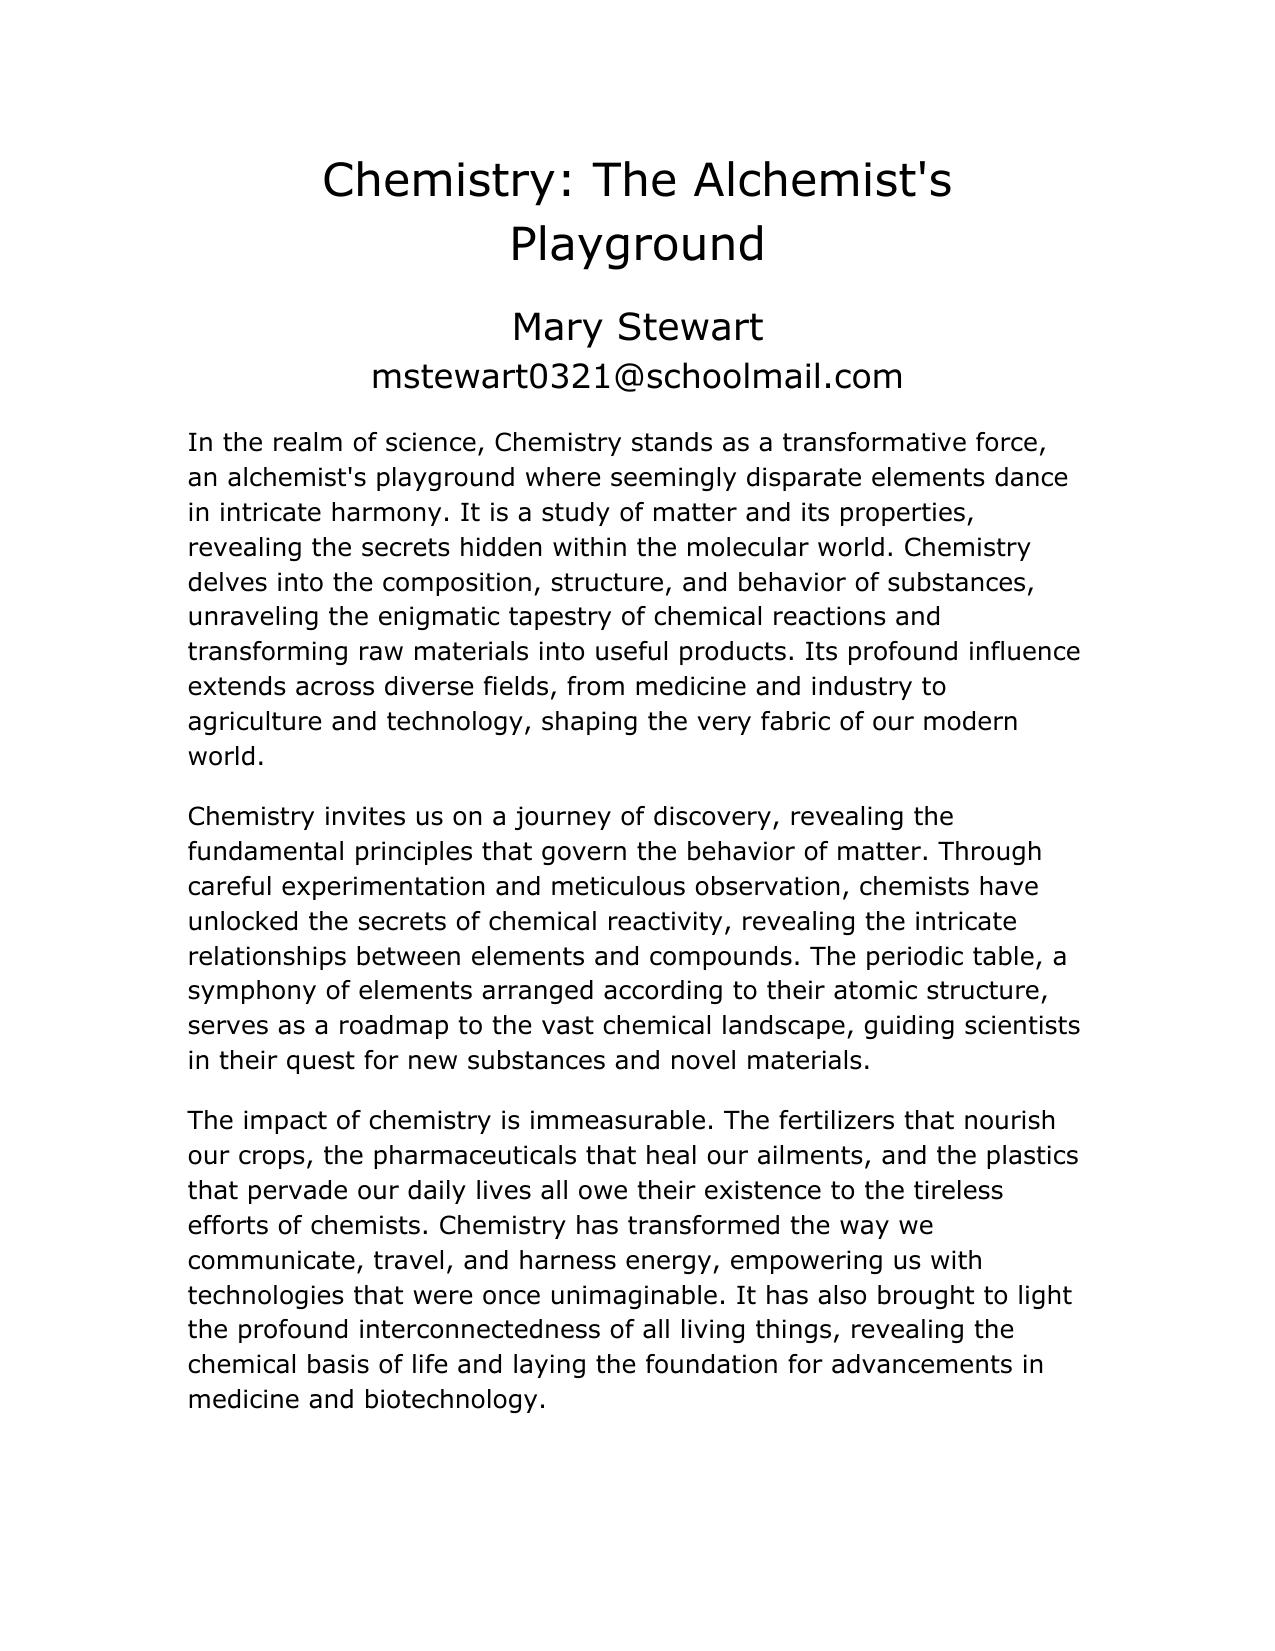 Chemistry: The Alchemist's
Playground
Mary Stewart
mstewart0321@schoolmail.com
In the realm of science, Chemistry stands as a transformative force,
an alchemist's playground where seemingly disparate elements dance
in intricate harmony. It is a study of matter and its properties,
revealing the secrets hidden within the molecular world. Chemistry
delves into the composition, structure, and behavior of substances,
unraveling the enigmatic tapestry of chemical reactions and
transforming raw materials into useful products. Its profound influence
extends across diverse fields, from medicine and industry to
agriculture and technology, shaping the very fabric of our modern
world.
Chemistry invites us on a journey of discovery, revealing the
fundamental principles that govern the behavior of matter. Through
careful experimentation and meticulous observation, chemists have
unlocked the secrets of chemical reactivity, revealing the intricate
relationships between elements and compounds. The periodic table, a
symphony of elements arranged according to their atomic structure,
serves as a roadmap to the vast chemical landscape, guiding scientists
in their quest for new substances and novel materials.
The impact of chemistry is immeasurable. The fertilizers that nourish
our crops, the pharmaceuticals that heal our ailments, and the plastics
that pervade our daily lives all owe their existence to the tireless
efforts of chemists. Chemistry has transformed the way we
communicate, travel, and harness energy, empowering us with
technologies that were once unimaginable. It has also brought to light
the profound interconnectedness of all living things, revealing the
chemical basis of life and laying the foundation for advancements in
medicine and biotechnology.